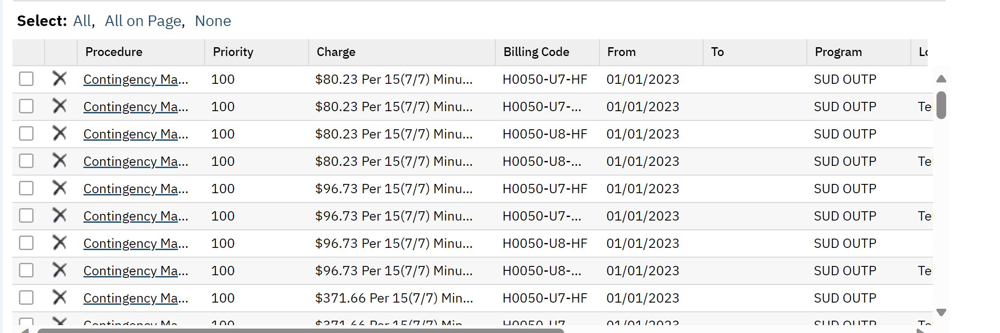 Select: All, All on Page, None
Procedure Priority Charge Billing Code From To Program
Contingency Ma... 100 $80.23 Per 15(7/7) Minu... H0050-U7-HF 01/01/2023 SUD OUTP
Contingency Ma... 100 $80.23 Per 15(7/7) Minu... H0050-U7-... 01/01/2023 SUD OUTP Tel
Contingency Ma... 100 $80.23 Per 15(7/7) Minu... H0050-U8-HF 01/01/2023 SUD OUTP
Contingency Ma... 100 $80.23 Per 15(7/7) Minu... H0050-U8-... 01/01/2023 SUD OUTP Tel
Contingency Ma... 100 $96.73 Per 15(7/7) Minu... H0050-U7-HF 01/01/2023 SUD OUTP
Contingency Ma... 100 $96.73 Per 15(7/7) Minu... H0050-U7-... 01/01/2023 SUD OUTP Tel
Contingency Ma... 100 $96.73 Per 15(7/7) Minu... H0050-U8-HF 01/01/2023 SUD OUTP
Contingency Ma... 100 $96.73 Per 15(7/7) Minu... H0050-U8-... 01/01/2023 SUD OUTP Tel
Contingency Ma... 100 $371.66 Per 15(7/7) Min... H0050-U7-HF 01/01/2023 SUD OUTP
Contingency Ma... 100 $371.66 Per 15(7/7) Min... H0050-U7-... 01/01/2023 SUD OUTP